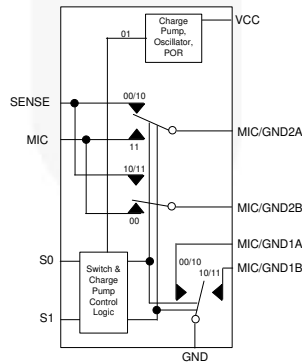 Charge
Pump,
Oscillator,
POR
VCC
01
SENSE
00/10
MIC
11
MIC/GND2A
10/11
00
MIC/GND2B
MIC/GND1A
S0
00/10
10/11
MIC/GND1B
Switch &
Charge
Pump
Control
Logic
S1
GND